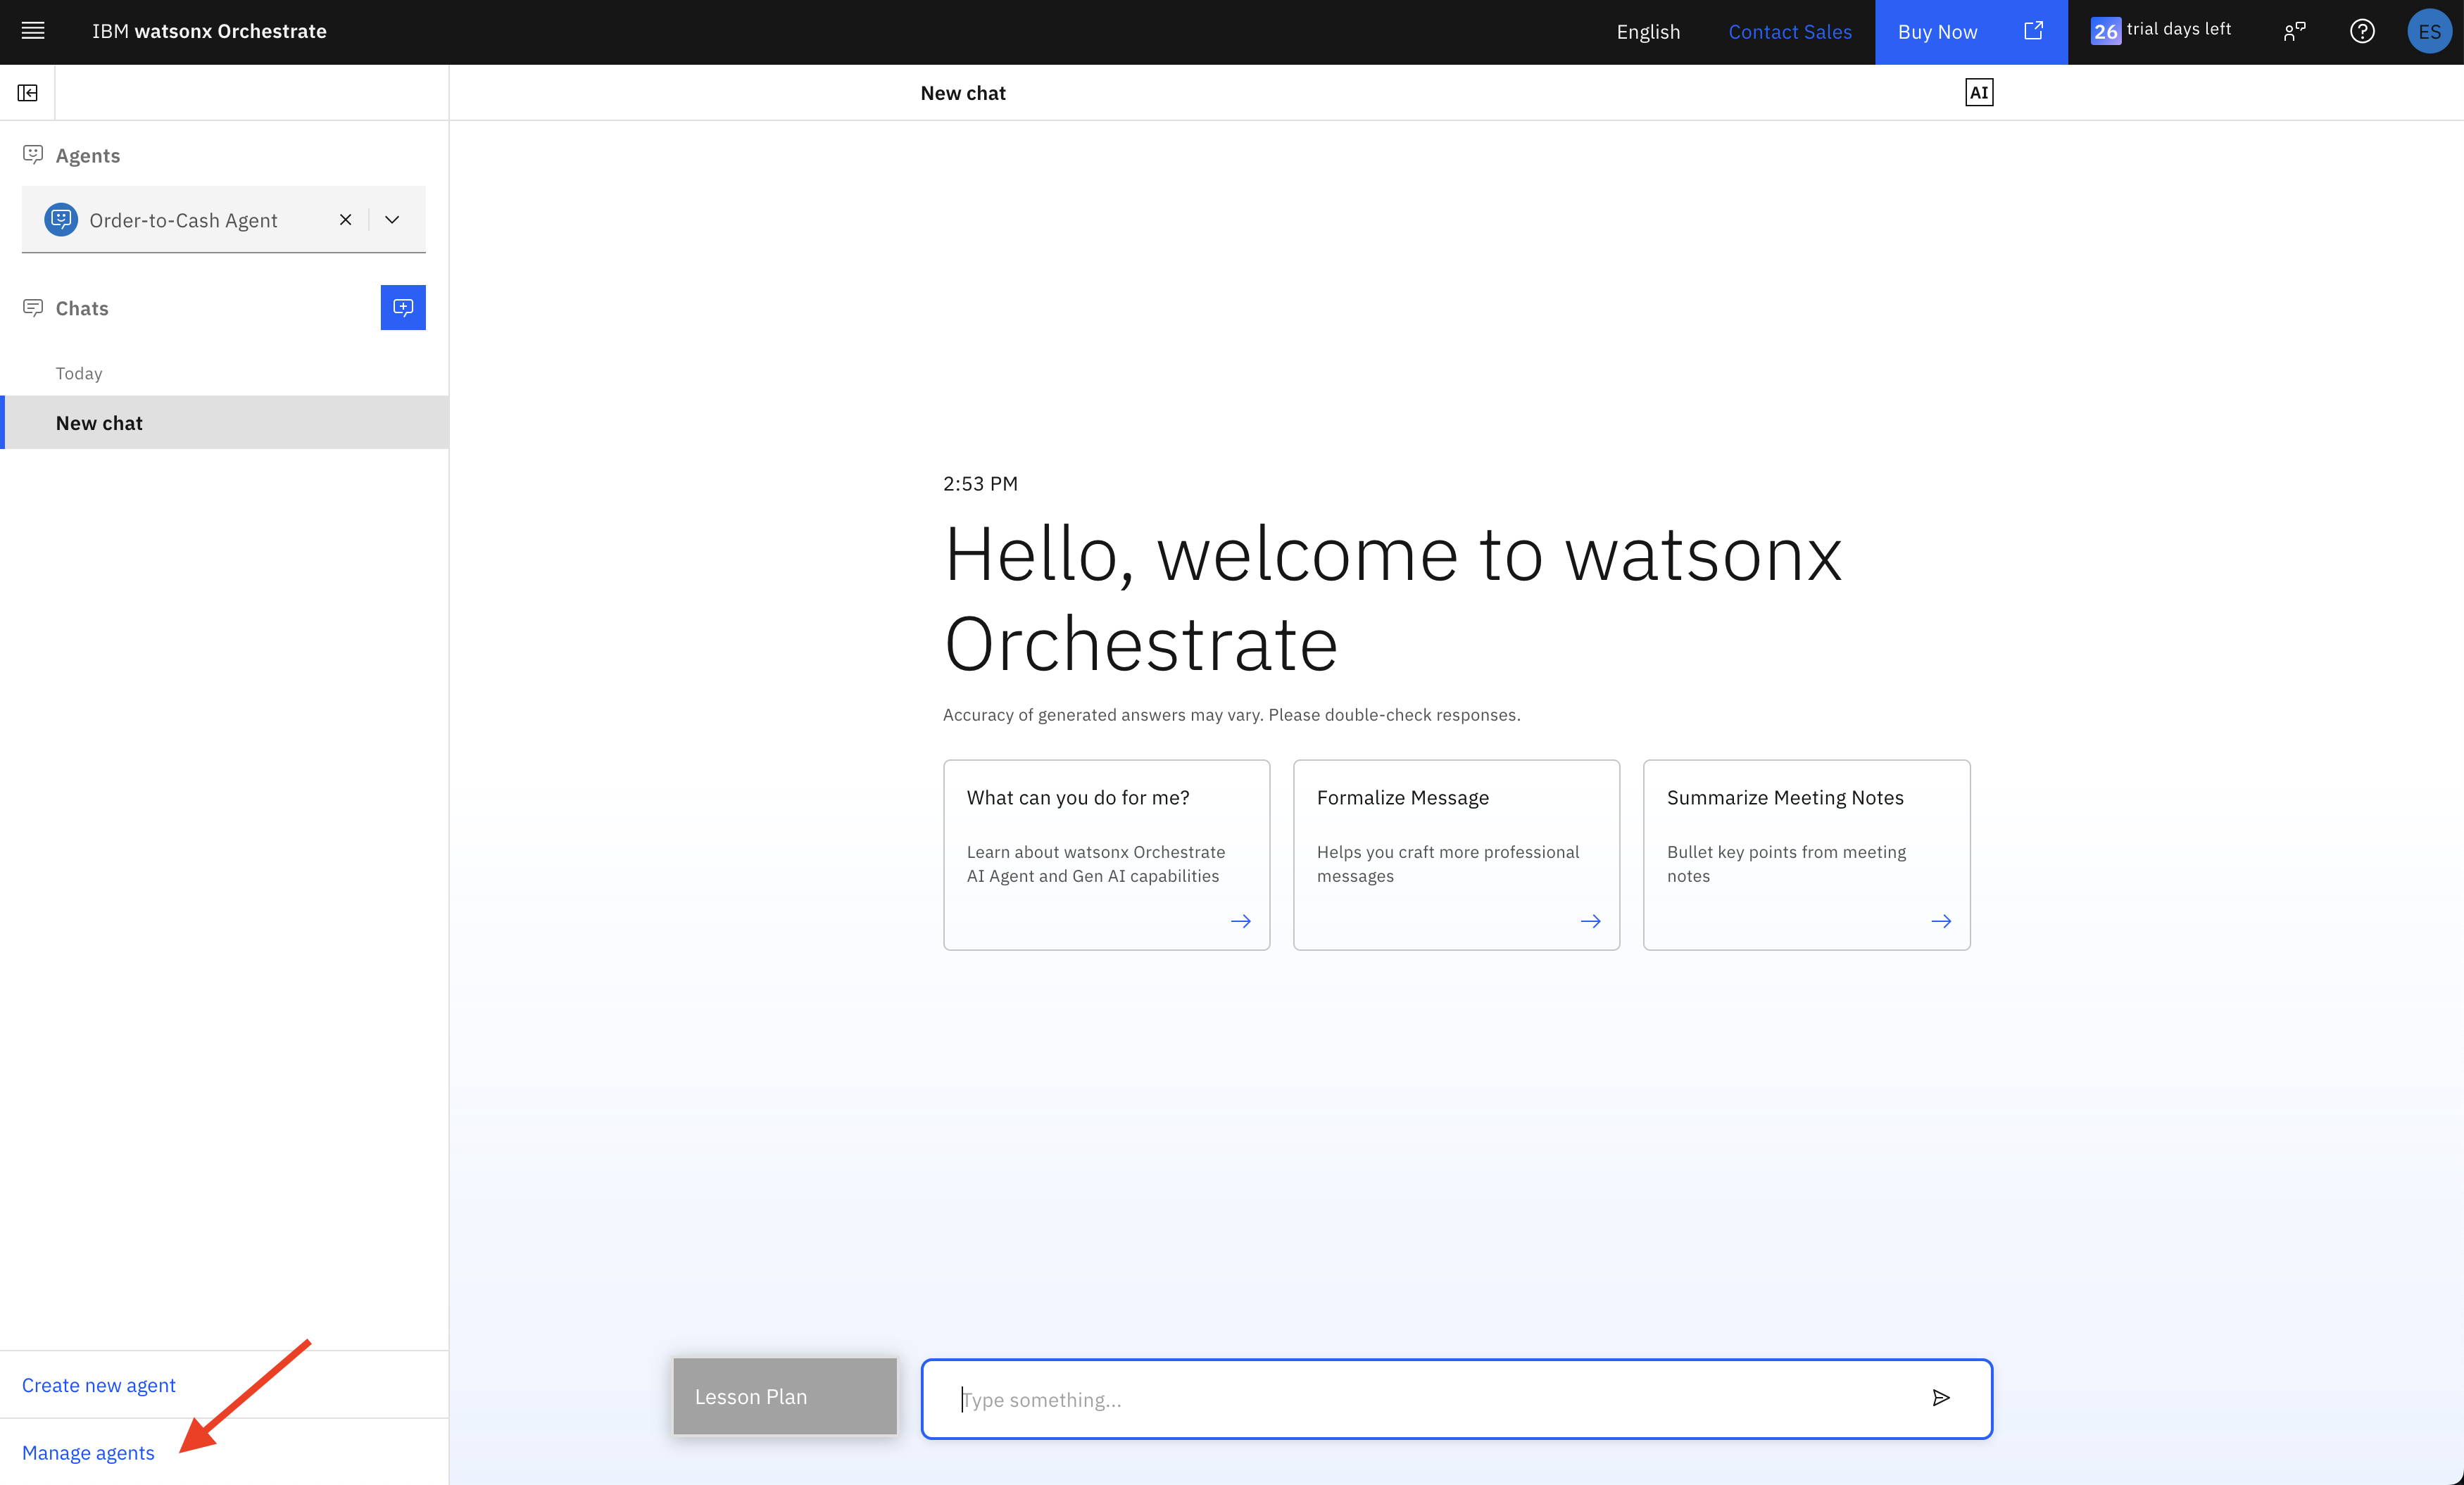 IBM watsonx Orchestrate
English
Contact Sales
Buy Now
26 trial days left
ES
New chat
AI
Agents
Order-to-Cash Agent
Chats
Today
New chat
2:53 PM
Hello, welcome to watsonx
Orchestrate
Accuracy of generated answers may vary. Please double-check responses.
What can you do for me?
Learn about watsonx Orchestrate
AI Agent and Gen AI capabilities
Formalize Message
Helps you craft more professional
messages
Summarize Meeting Notes
Bullet key points from meeting
notes
Create new agent
Manage agents
Lesson Plan
Type something...